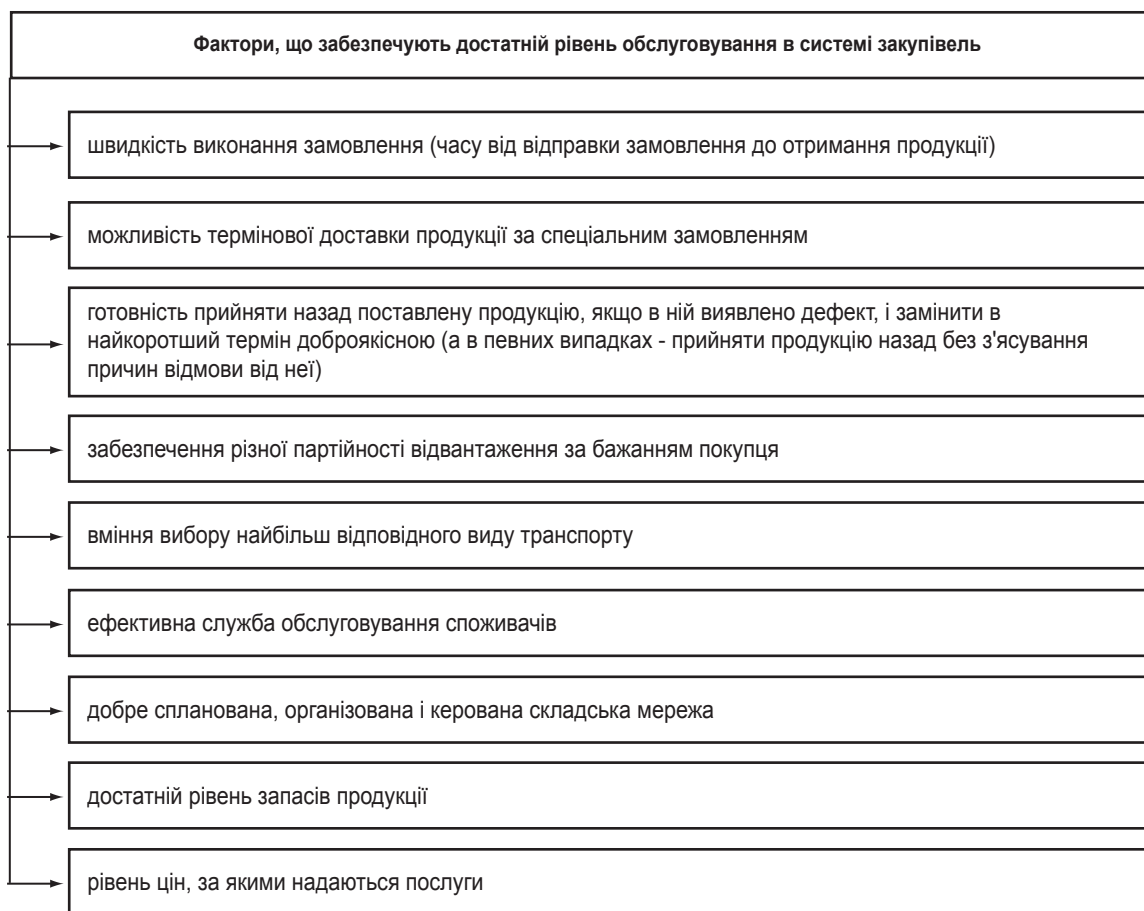 Фактори, що забезпечують достатній рівень обслуговування в системі закупівель
швидкість виконання замовлення (часу від відправки замовлення до отримання продукції)
можливість термінової доставки продукції за спеціальним замовленням
готовність прийняти назад поставлену продукцію, якщо в ній виявлено дефект, і замінити в
найкоротший термін доброякісною (а в певних випадках - прийняти продукцію назад без з'ясування
причин відмови від неї)
забезпечення різної партійності відвантаження за бажанням покупця
вміння вибору найбільш відповідного виду транспорту
ефективна служба обслуговування споживачів
добре спланована, організована і керована складська мережа
достатній рівень запасів продукції
рівень цін, за якими надаються послуги